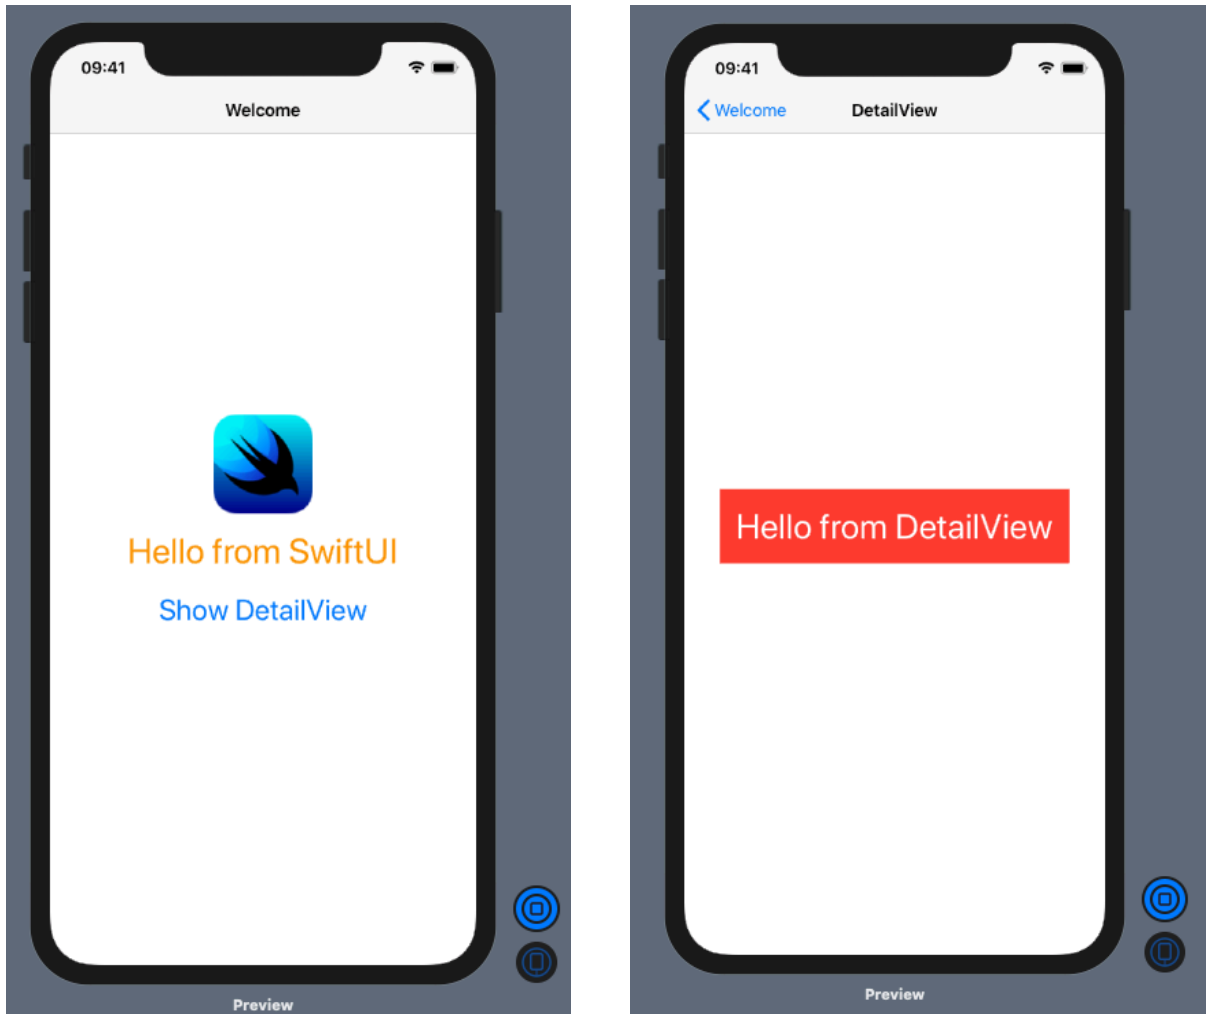 09:41
Welcome
Hello from SwiftUI
Show DetailView
Preview
09:41
Welcome DetailView
Hello from DetailView
Preview